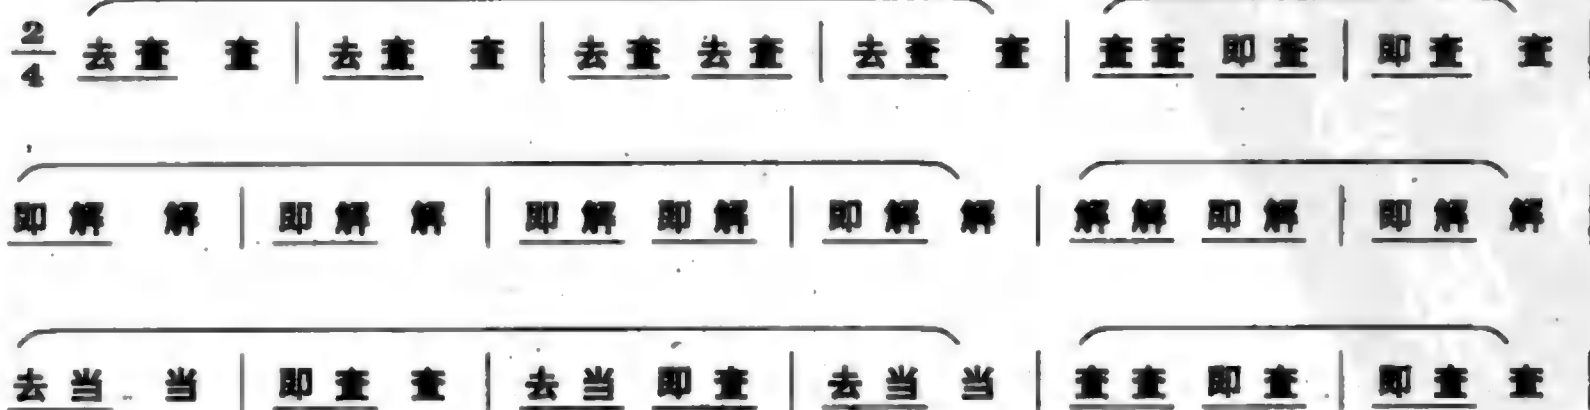 2/4 去查 查 | 去查 查 | 去查 去查 | 去查 查 | 查查 即查 | 即查 查
即解 解 | 即解 解 | 即解 即解 | 即解 解 | 解解 即解 | 即解 解
去当 当 | 即查 查 | 去当 即查 | 去当 当 | 查查 即查 | 即查 查